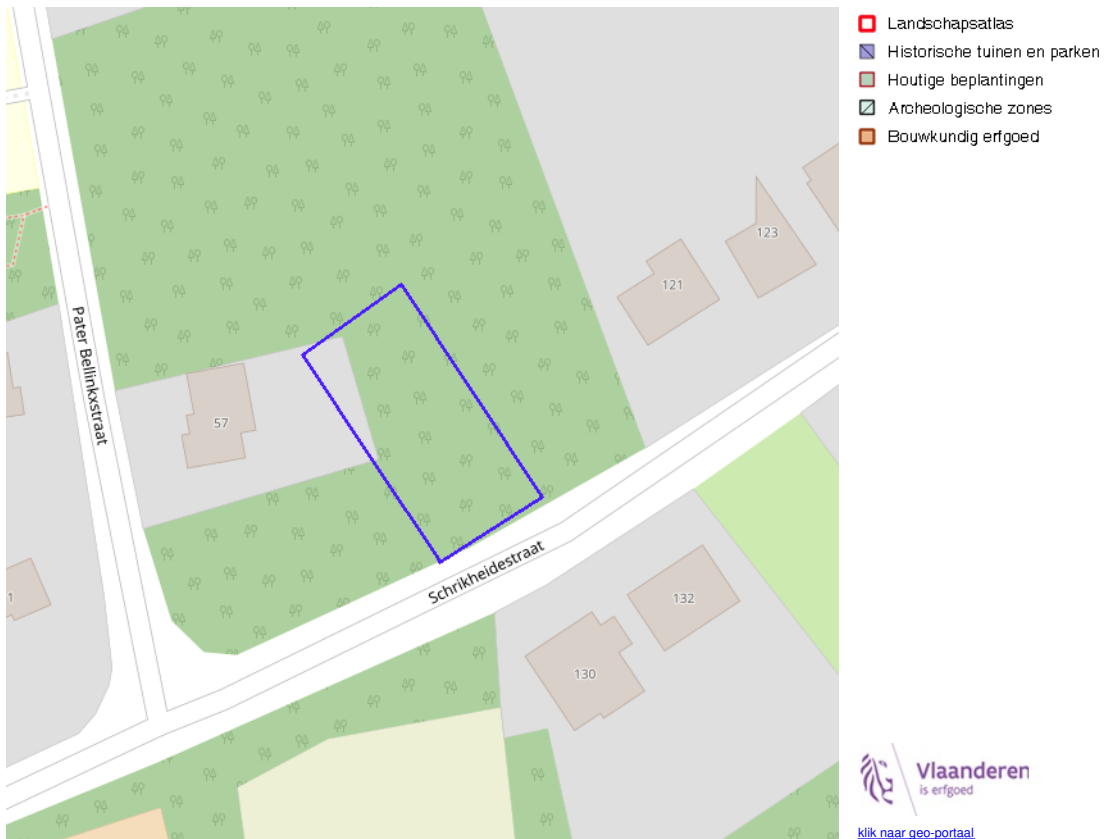 Landschapsatlas
Historische tuinen en parken
Houtige beplantingen
Archeologische zones
Bouwkundig erfgoed
123
121
Pater Bellinkxstraat
57
Schrikheidestraat
1
132
130
Vlaanderen
is erfgoed
klik naar geo-portaal